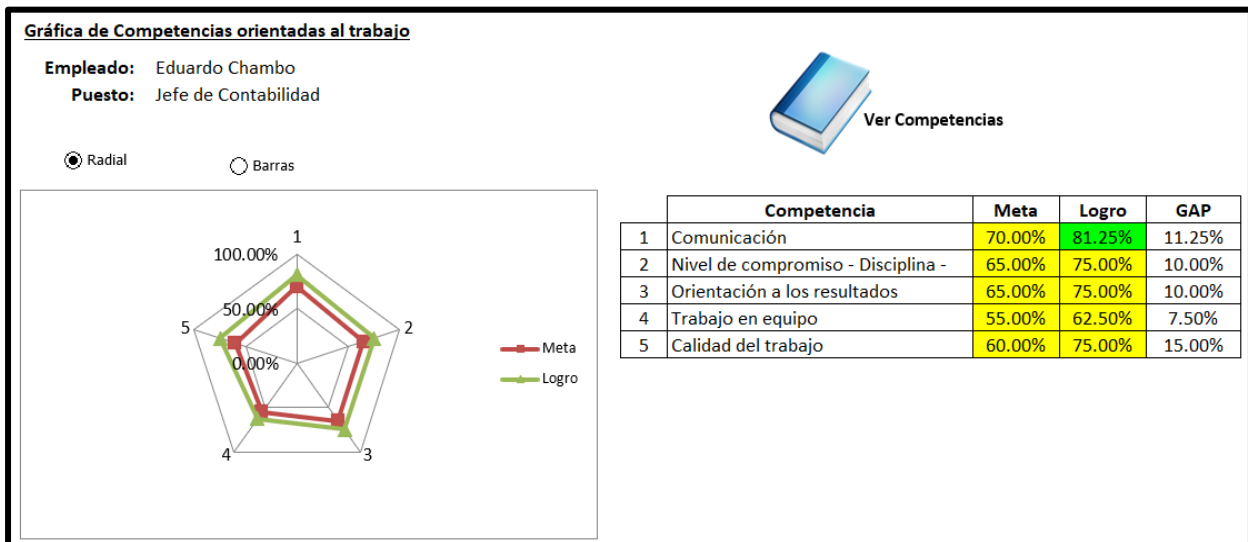 Gráfica de Competencias orientadas al trabajo
Empleado: Eduardo Chambo
Puesto: Jefe de Contabilidad
Ver Competencias
Radial Barras
1
100.00%
50.00%
5 2
0.00%
4 3
Meta
Logro
Competencia Meta Logro GAP
1 Comunicación 70.00% 81.25% 11.25%
2 Nivel de compromiso - Disciplina - 65.00% 75.00% 10.00%
3 Orientación a los resultados 65.00% 75.00% 10.00%
4 Trabajo en equipo 55.00% 62.50% 7.50%
5 Calidad del trabajo 60.00% 75.00% 15.00%